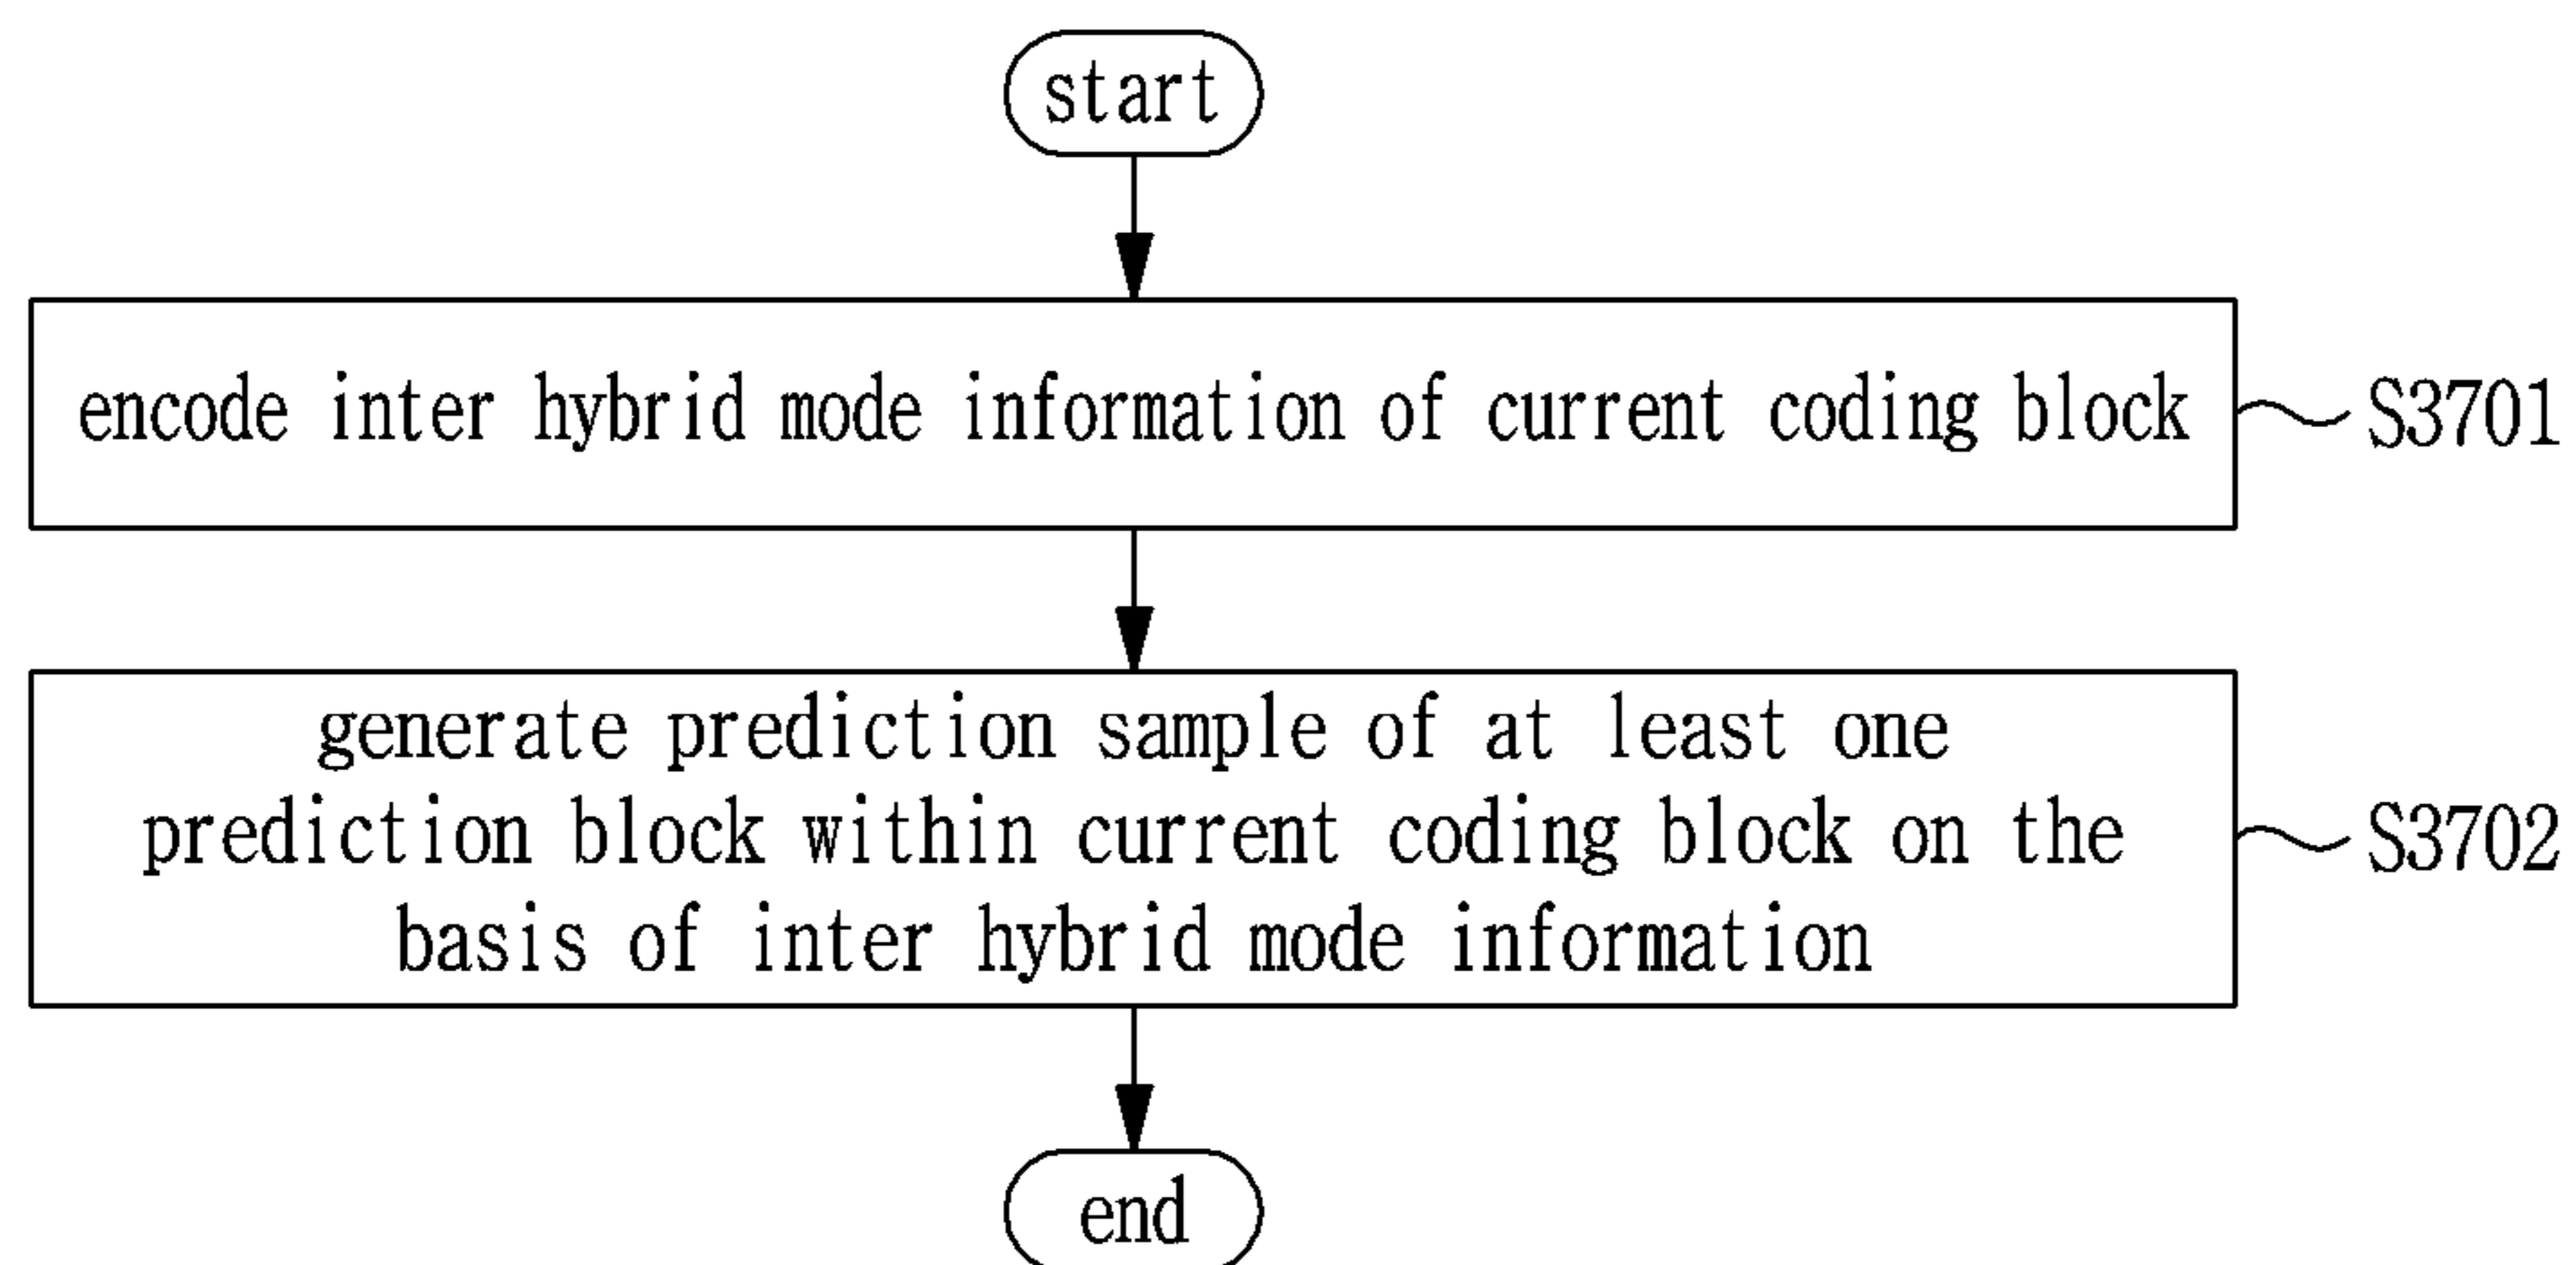 start
encode inter hybrid mode information of current coding block
S3701
generate prediction sample of at least one
prediction block within current coding block on the
basis of inter hybrid mode information
S3702
end